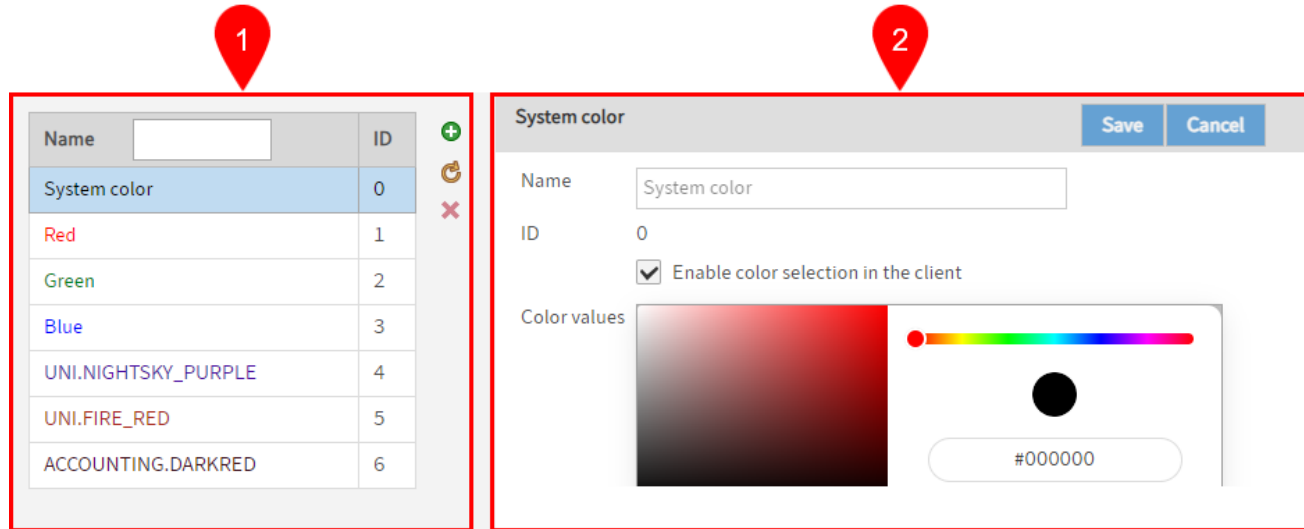 1
2
Name ID
System color 0
Red 1
Green 2
Blue 3
UNI.NIGHTSKY_PURPLE 4
UNI.FIRE_RED 5
ACCOUNTING.DARKRED 6
System color Save Cancel
Name System color
ID 0
Enable color selection in the client
Color values
#000000